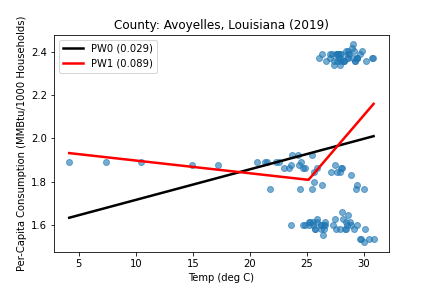 County: Avoyelles, Louisiana (2019)
PW0 (0.029)
PW1 (0.089)
Per-Capita Consumption (MMBtu/1000 Households)
2.4
2.2
2.0
1.8
1.6
5 10 15 20 25 30
Temp (deg C)